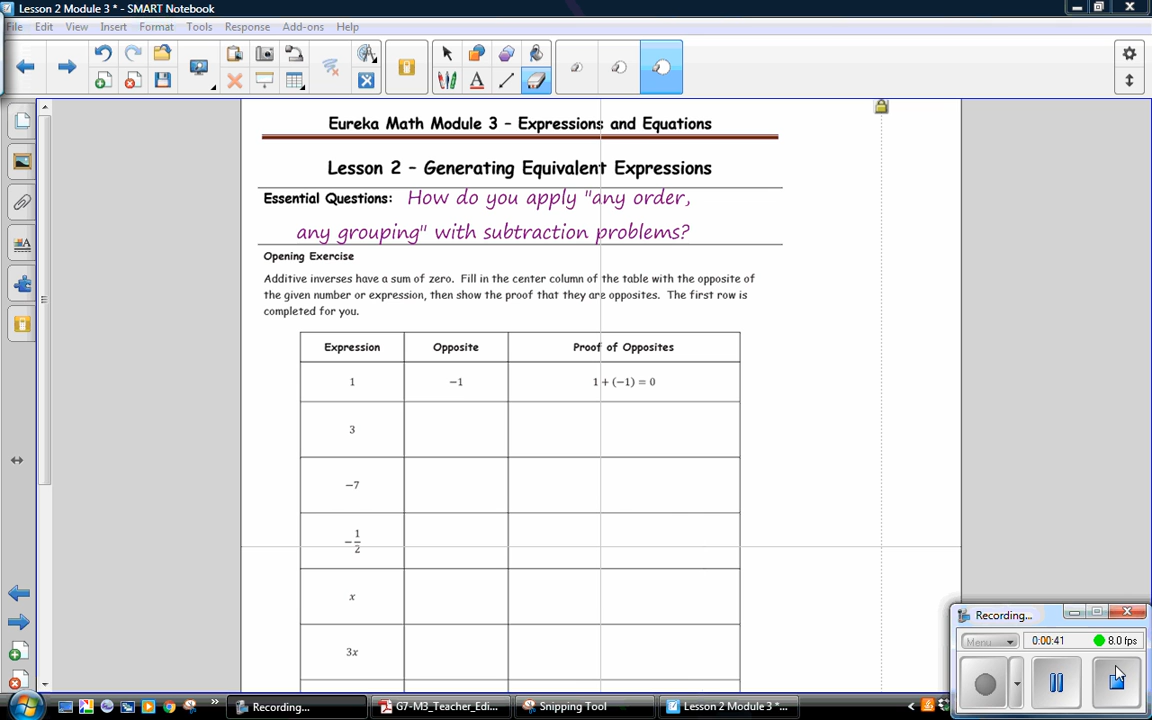 Lesson 2 Module 3 * - SMART Notebook
File Edit View Insert Format Tools Response Add-ons Help
Eureka Math Module 3 – Expressions and Equations
Lesson 2 – Generating Equivalent Expressions
Essential Questions: How do you apply "any order,
any grouping" with subtraction problems?
Opening Exercise
Additive inverses have a sum of zero. Fill in the center column of the table with the opposite of
the given number or expression, then show the proof that they are opposites. The first row is
completed for you.
Expression Opposite Proof of Opposites
1 −1 1 + (−1) = 0
3
−7
−1/2
x
3x
Recording...
Menu 0:00:41 8.0 fps
Recording... G7-M3_Teacher_Edi... Snipping Tool Lesson 2 Module 3 *...